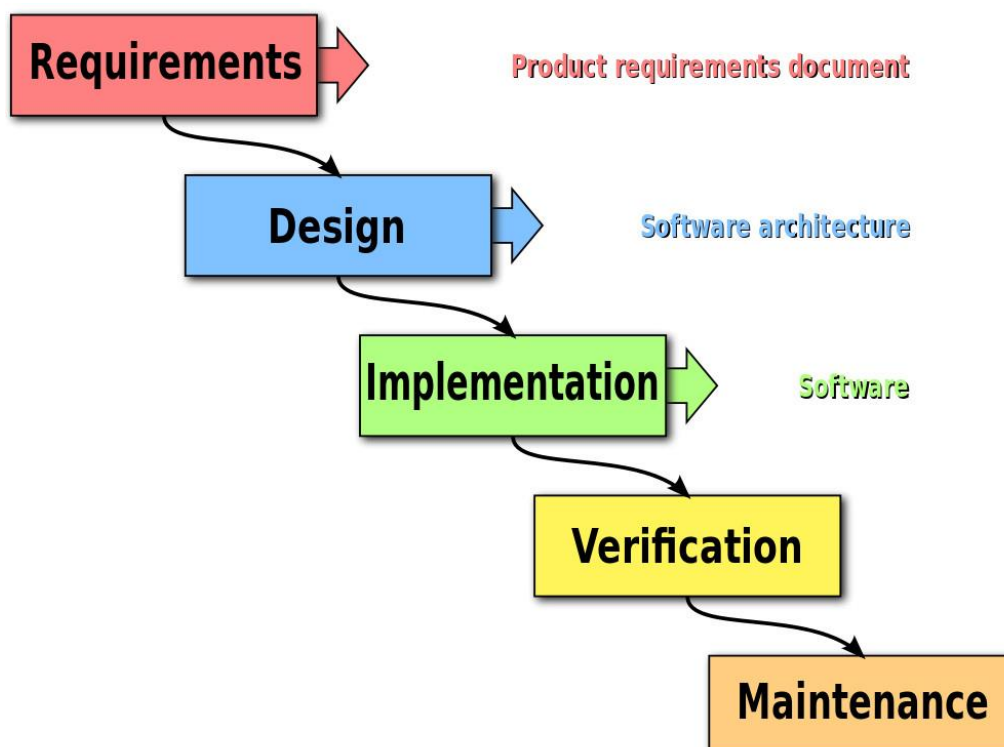 Requirements
Product requirements document
Design
Software architecture
Implementation
Software
Verification
Maintenance